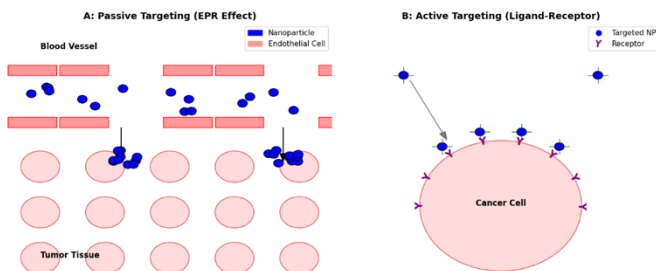 A: Passive Targeting (EPR Effect)
Nanoparticle
Endothelial Cell
Blood Vessel
Tumor Tissue
B: Active Targeting (Ligand-Receptor)
Targeted NP
Receptor
Cancer Cell